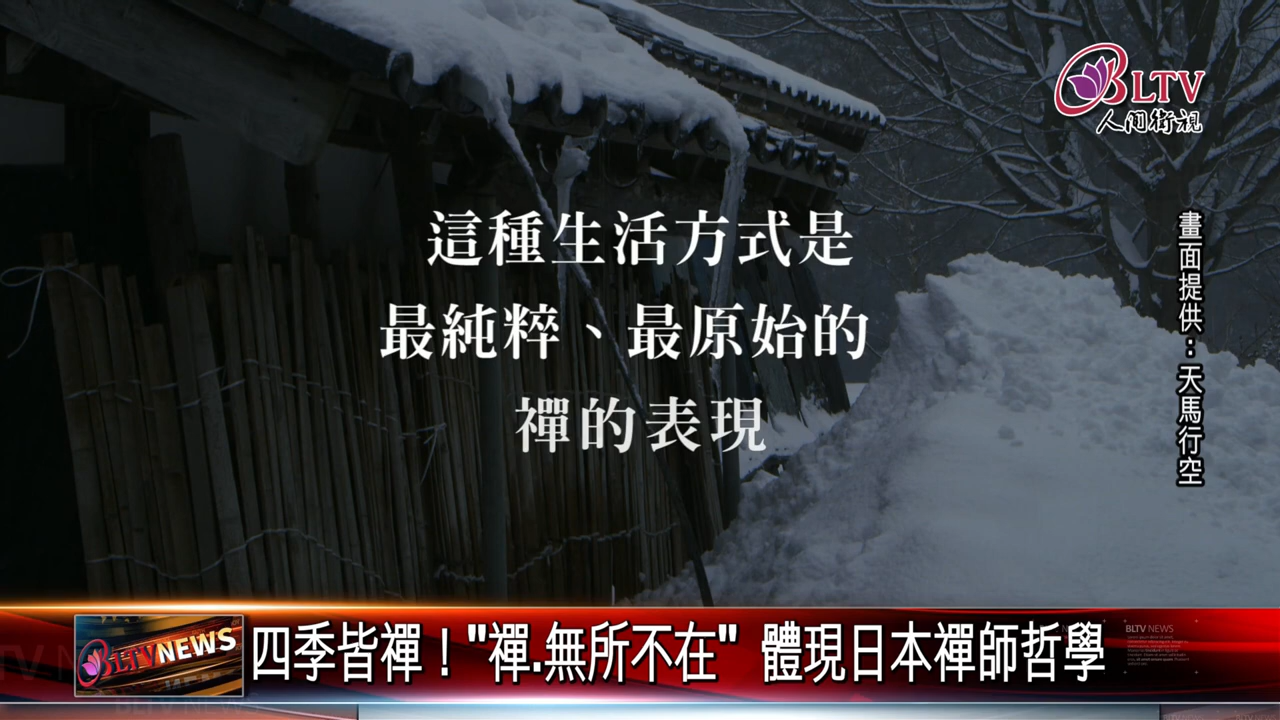 BLTV
人間衛視
這種生活方式是
最純粹、最原始的
禪的表現
畫面提供：天馬行空
BLTV NEWS
四季皆禪！"禪.無所不在" 體現日本禪師哲學
BLTV NEWS